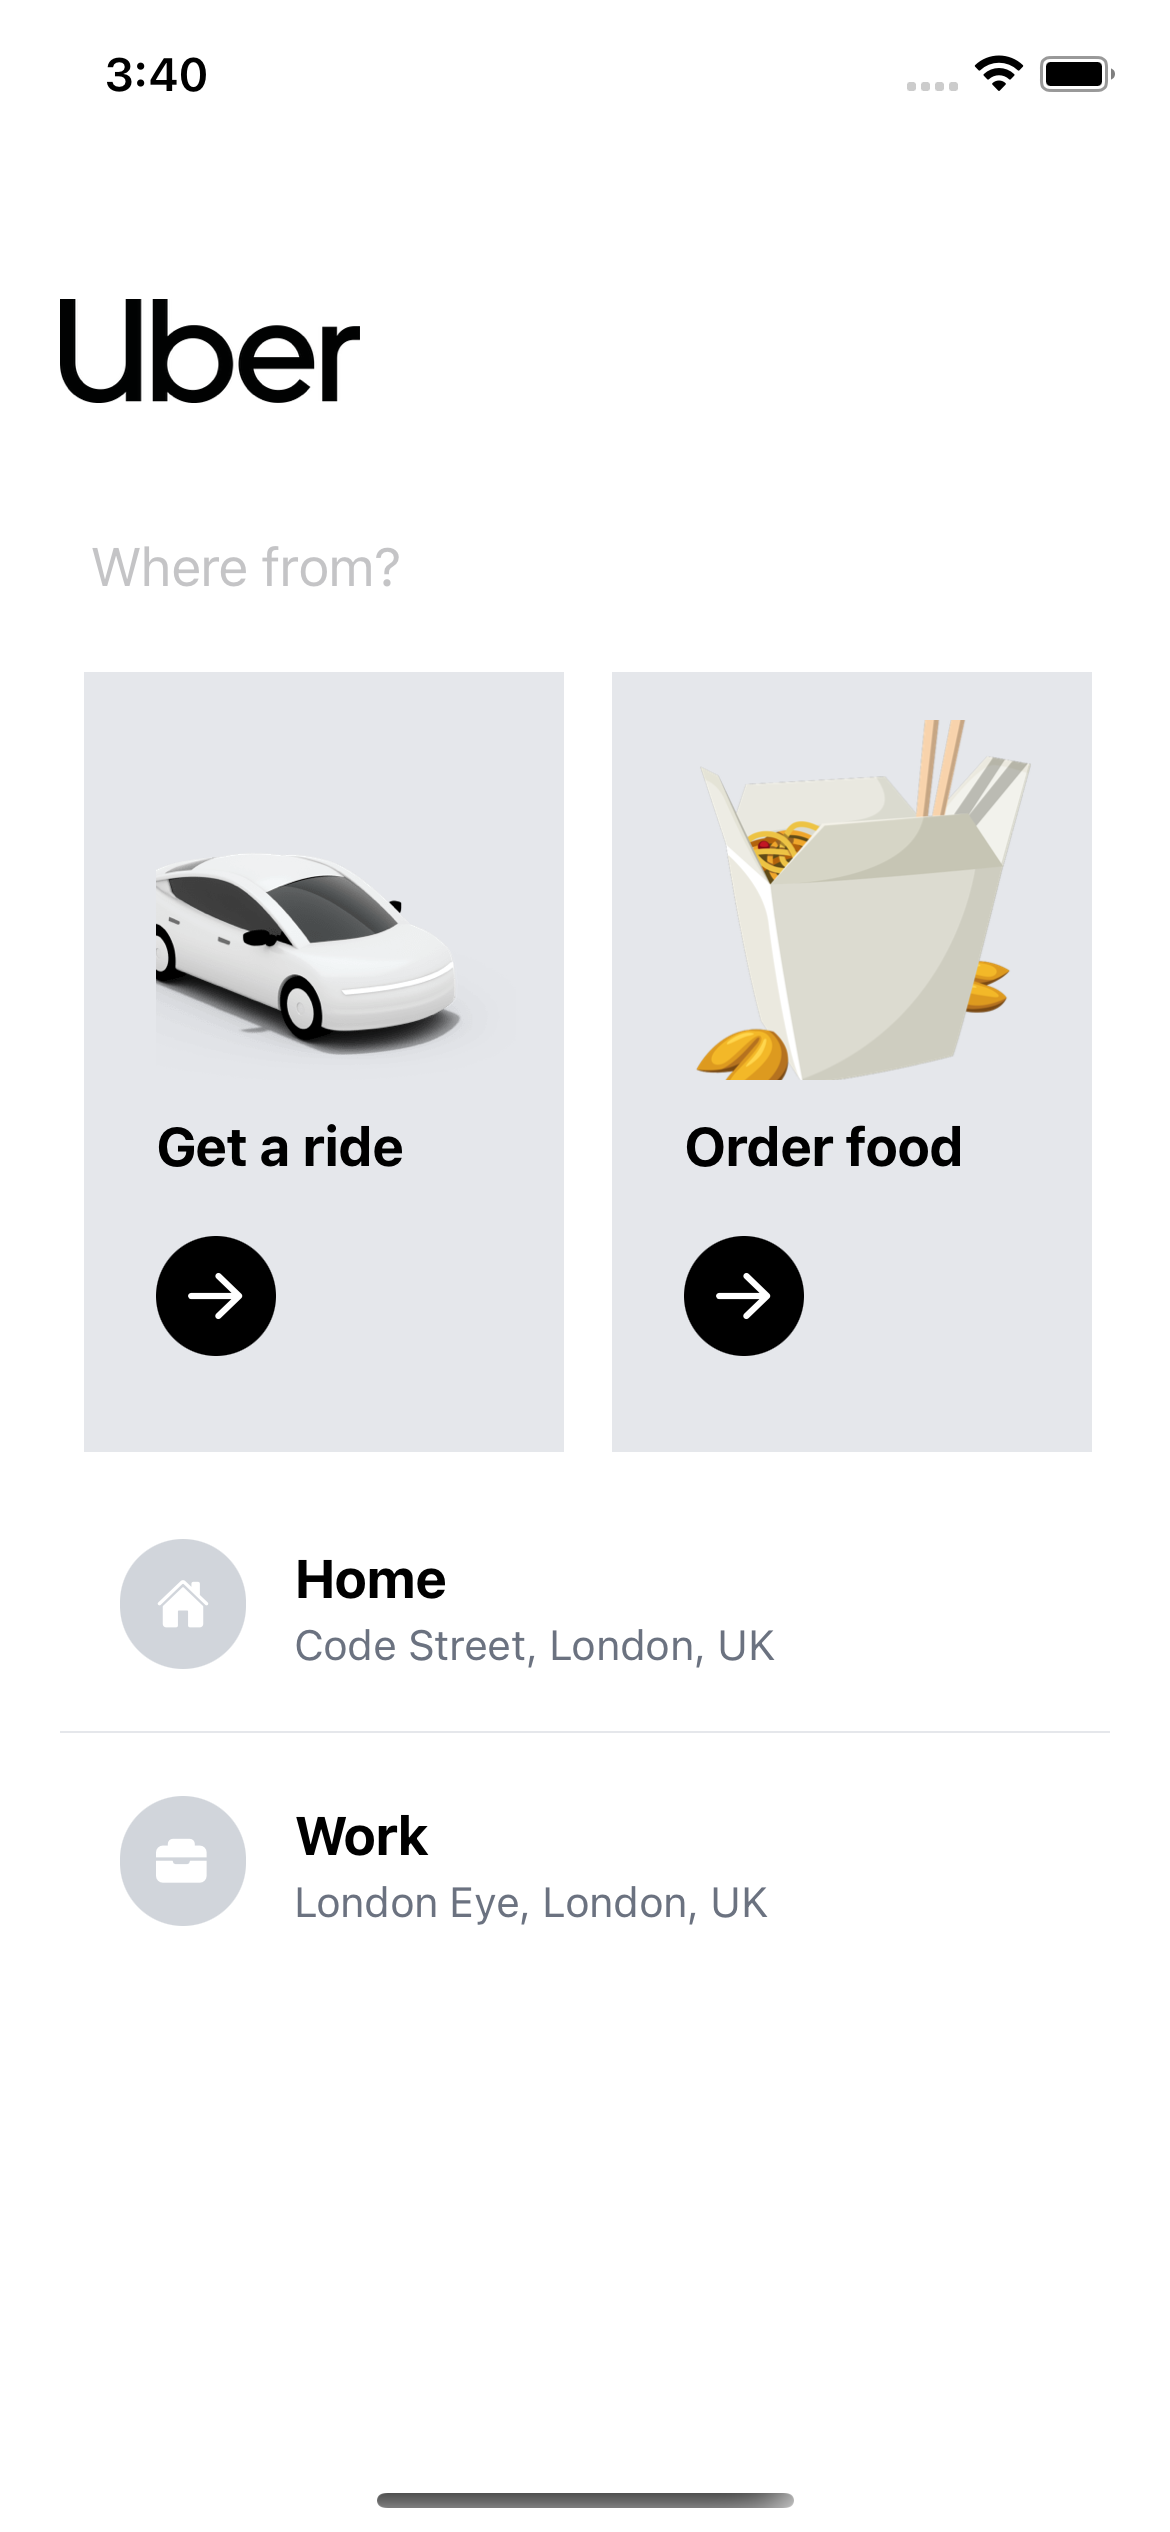 3:40
Uber
Where from?
Get a ride
Order food
Home
Code Street, London, UK
Work
London Eye, London, UK